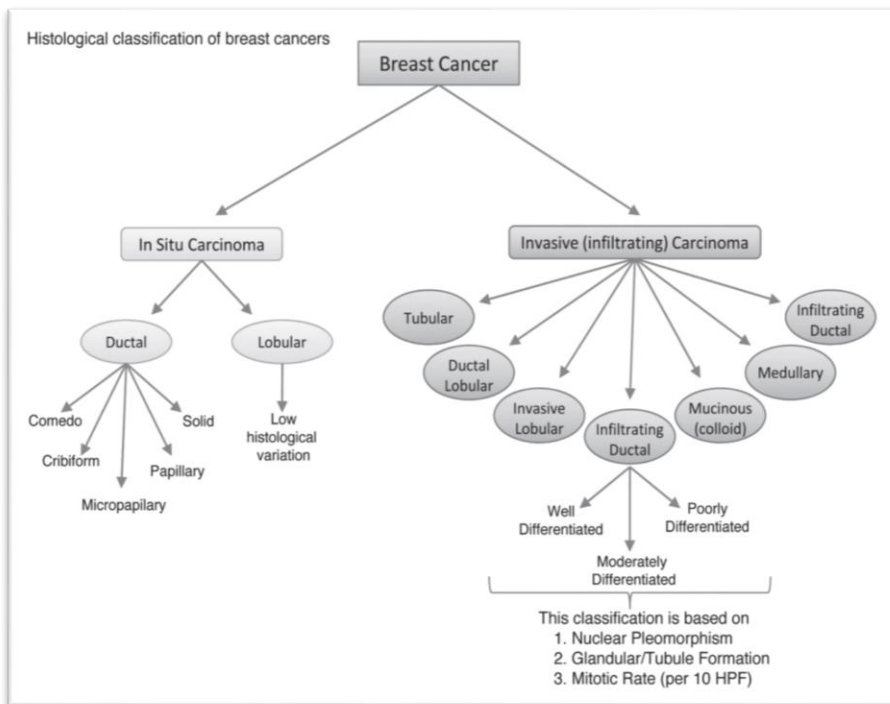 Histological classification of breast cancers
Breast Cancer
In Situ Carcinoma
Invasive (infiltrating) Carcinoma
Ductal
Lobular
Comedo
Cribiform
Micropapilary
Papillary
Solid
Low
histological
variation
Tubular
Ductal
Lobular
Invasive
Lobular
Infiltrating
Ductal
Mucinous
(colloid)
Medullary
Infiltrating
Ductal
Well
Differentiated
Moderately
Differentiated
Poorly
Differentiated
This classification is based on
1. Nuclear Pleomorphism
2. Glandular/Tubule Formation
3. Mitotic Rate (per 10 HPF)